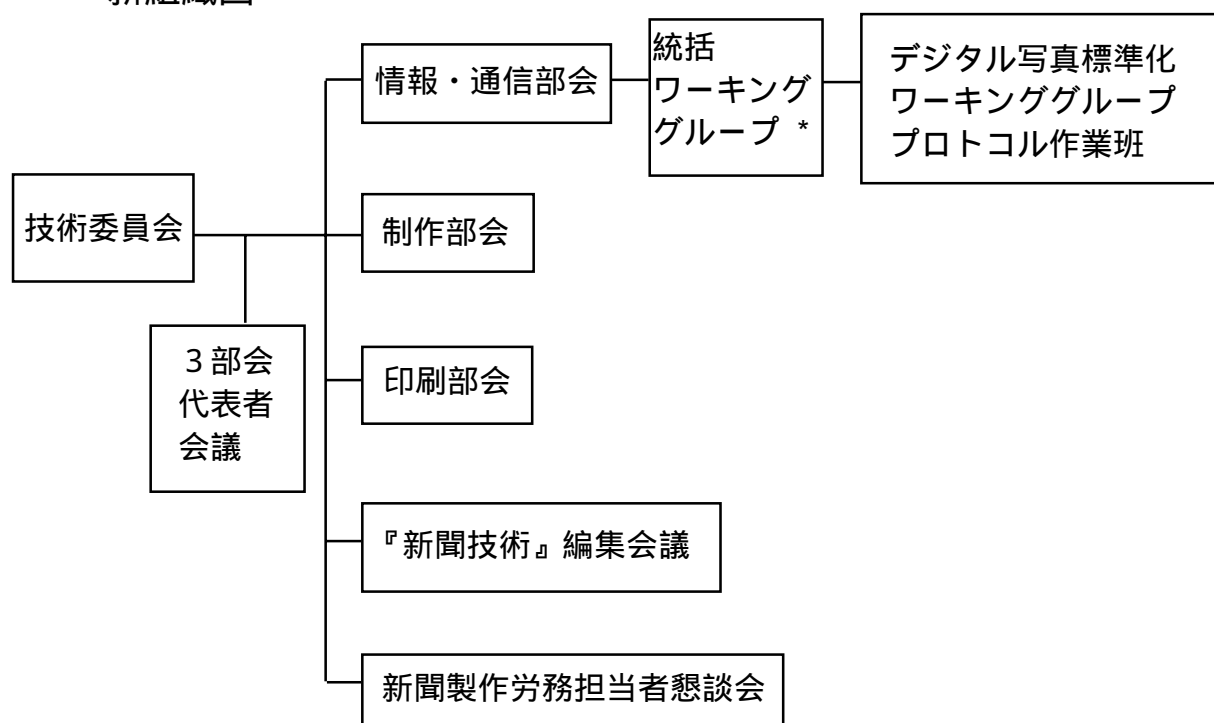 新組織図
情報・通信部会
統括
ワーキング
グループ *
デジタル写真標準化
ワーキンググループ
プロトコル作業班
技術委員会
制作部会
3部会
代表者
会議
印刷部会
『新聞技術』編集会議
新聞製作労務担当者懇談会